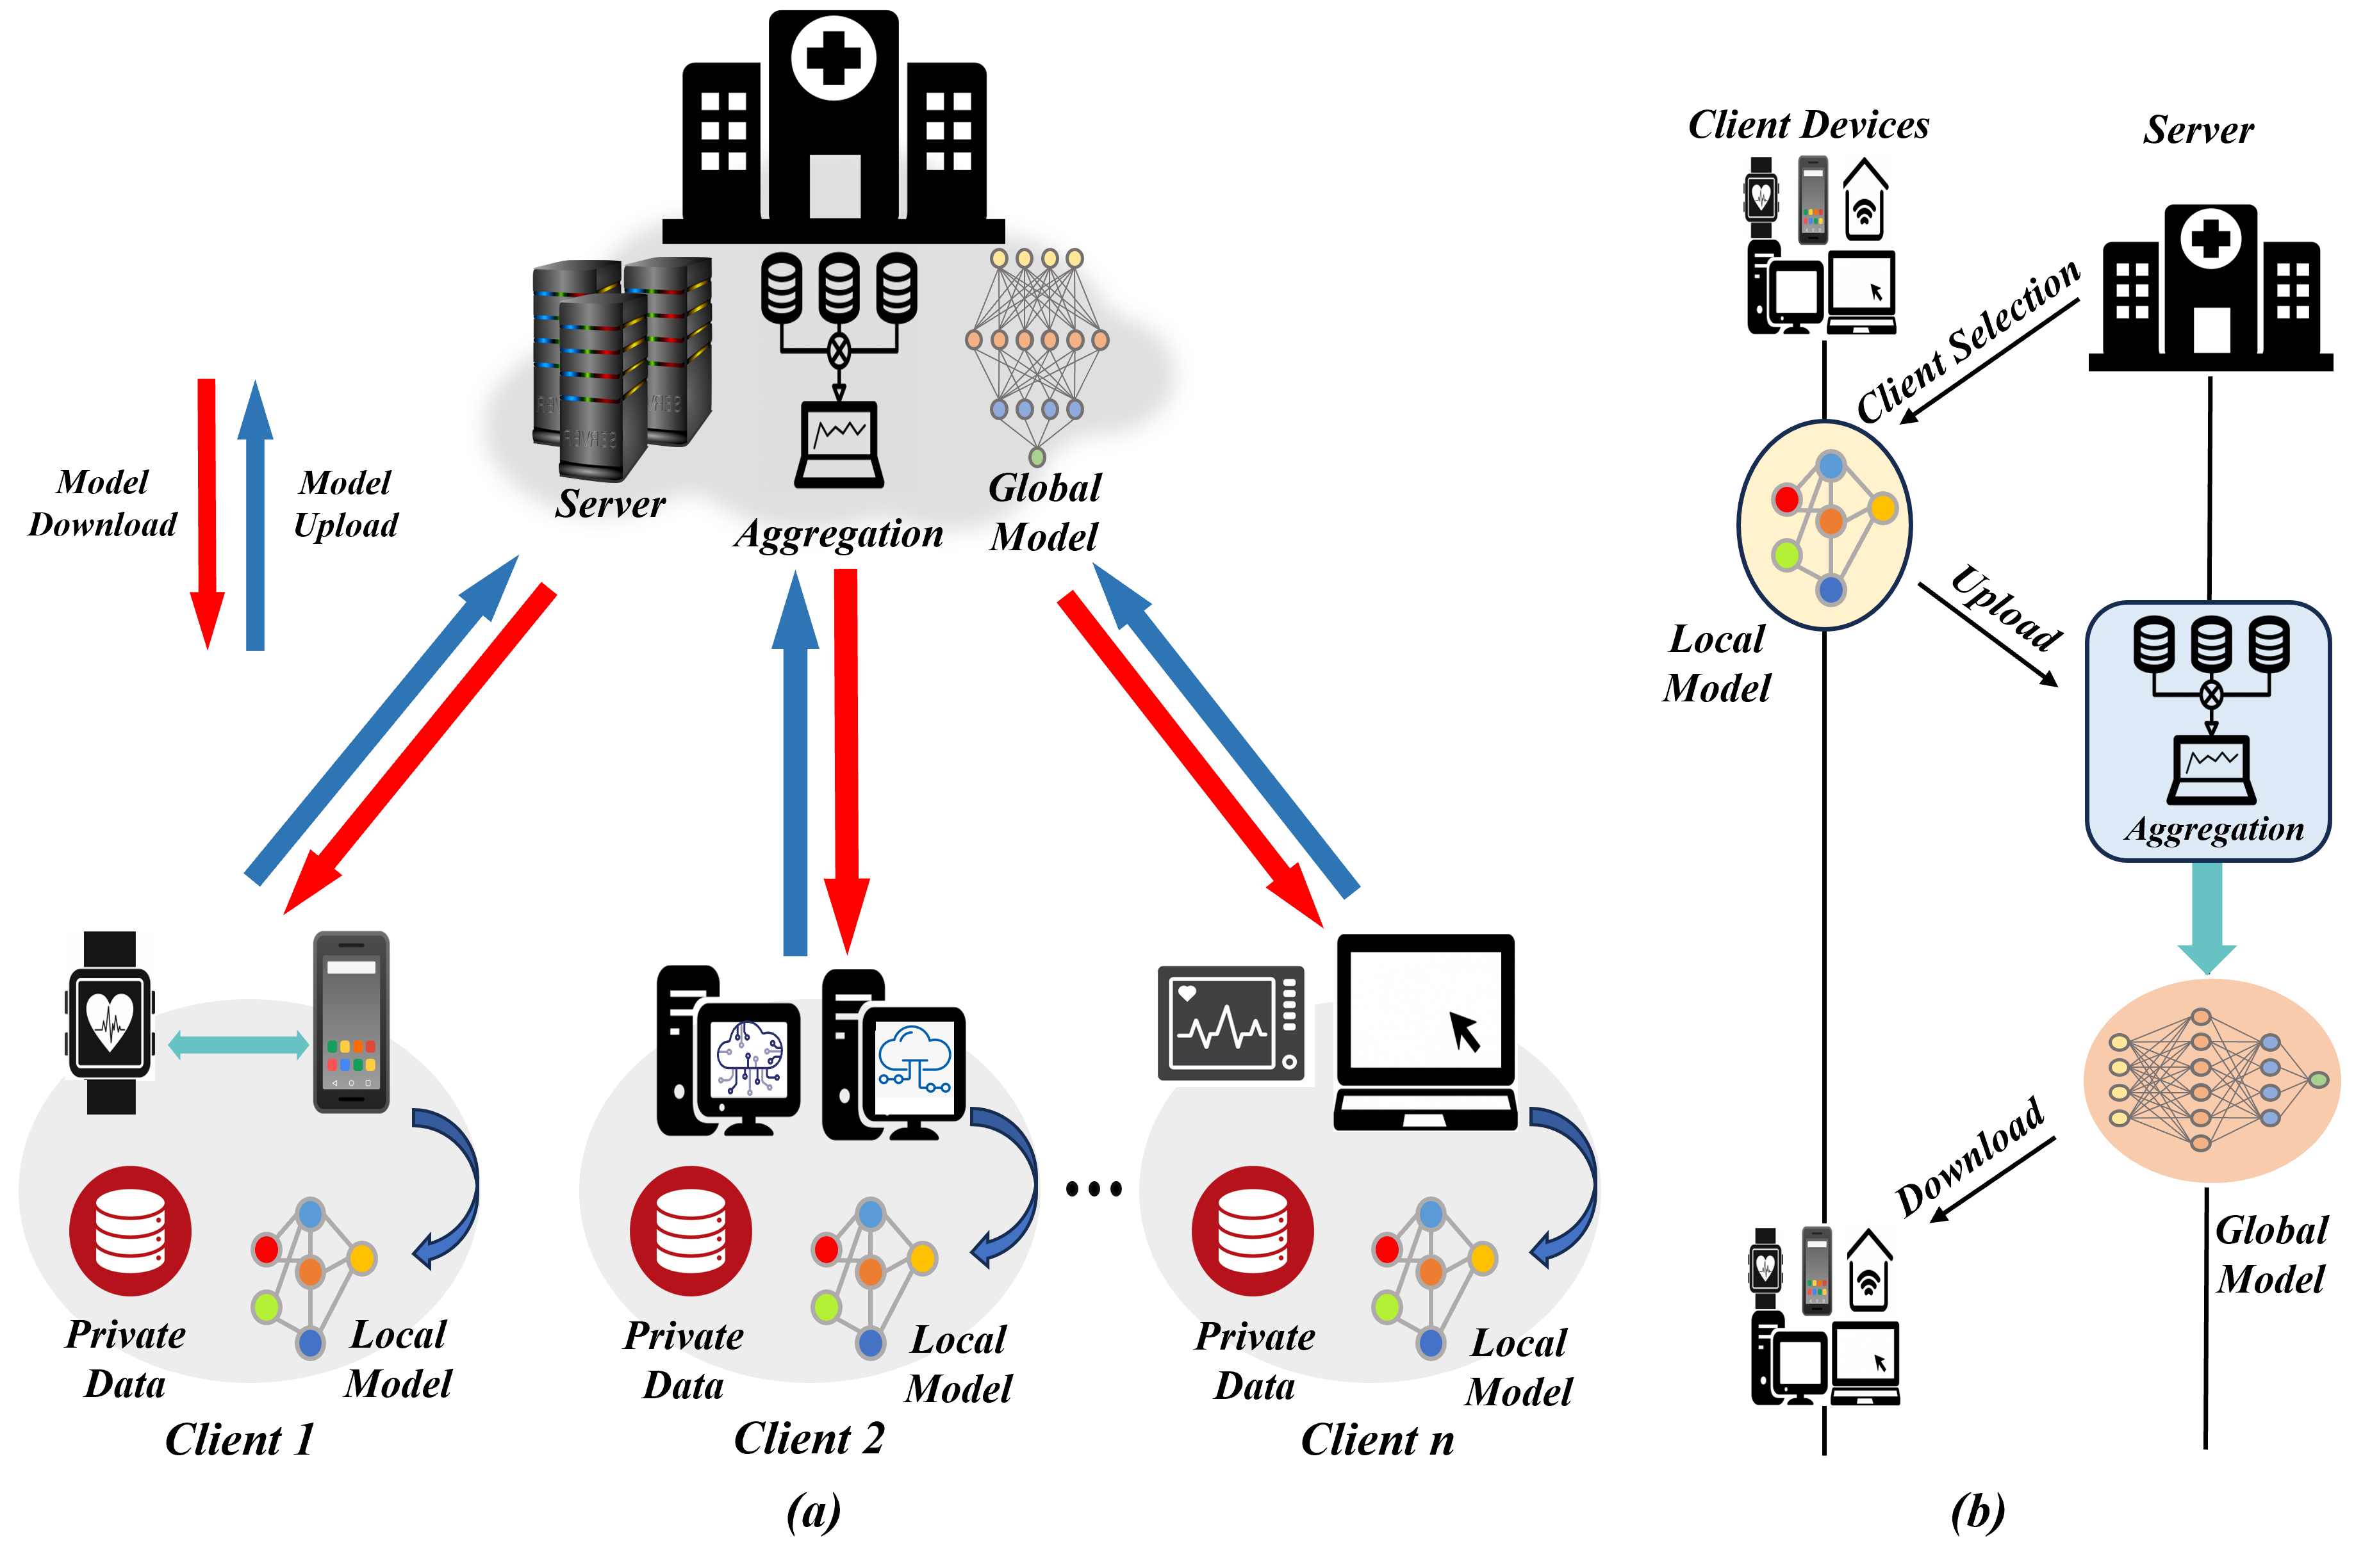 Model
Download
Model
Upload
Server
Aggregation
Global
Model
Private
Data
Local
Model
Client 1
Private
Data
Local
Model
Client 2
...
Private
Data
Local
Model
Client n
(a)
Client Devices
Server
Client Selection
Local
Model
Upload
Aggregation
Download
Global
Model
(b)